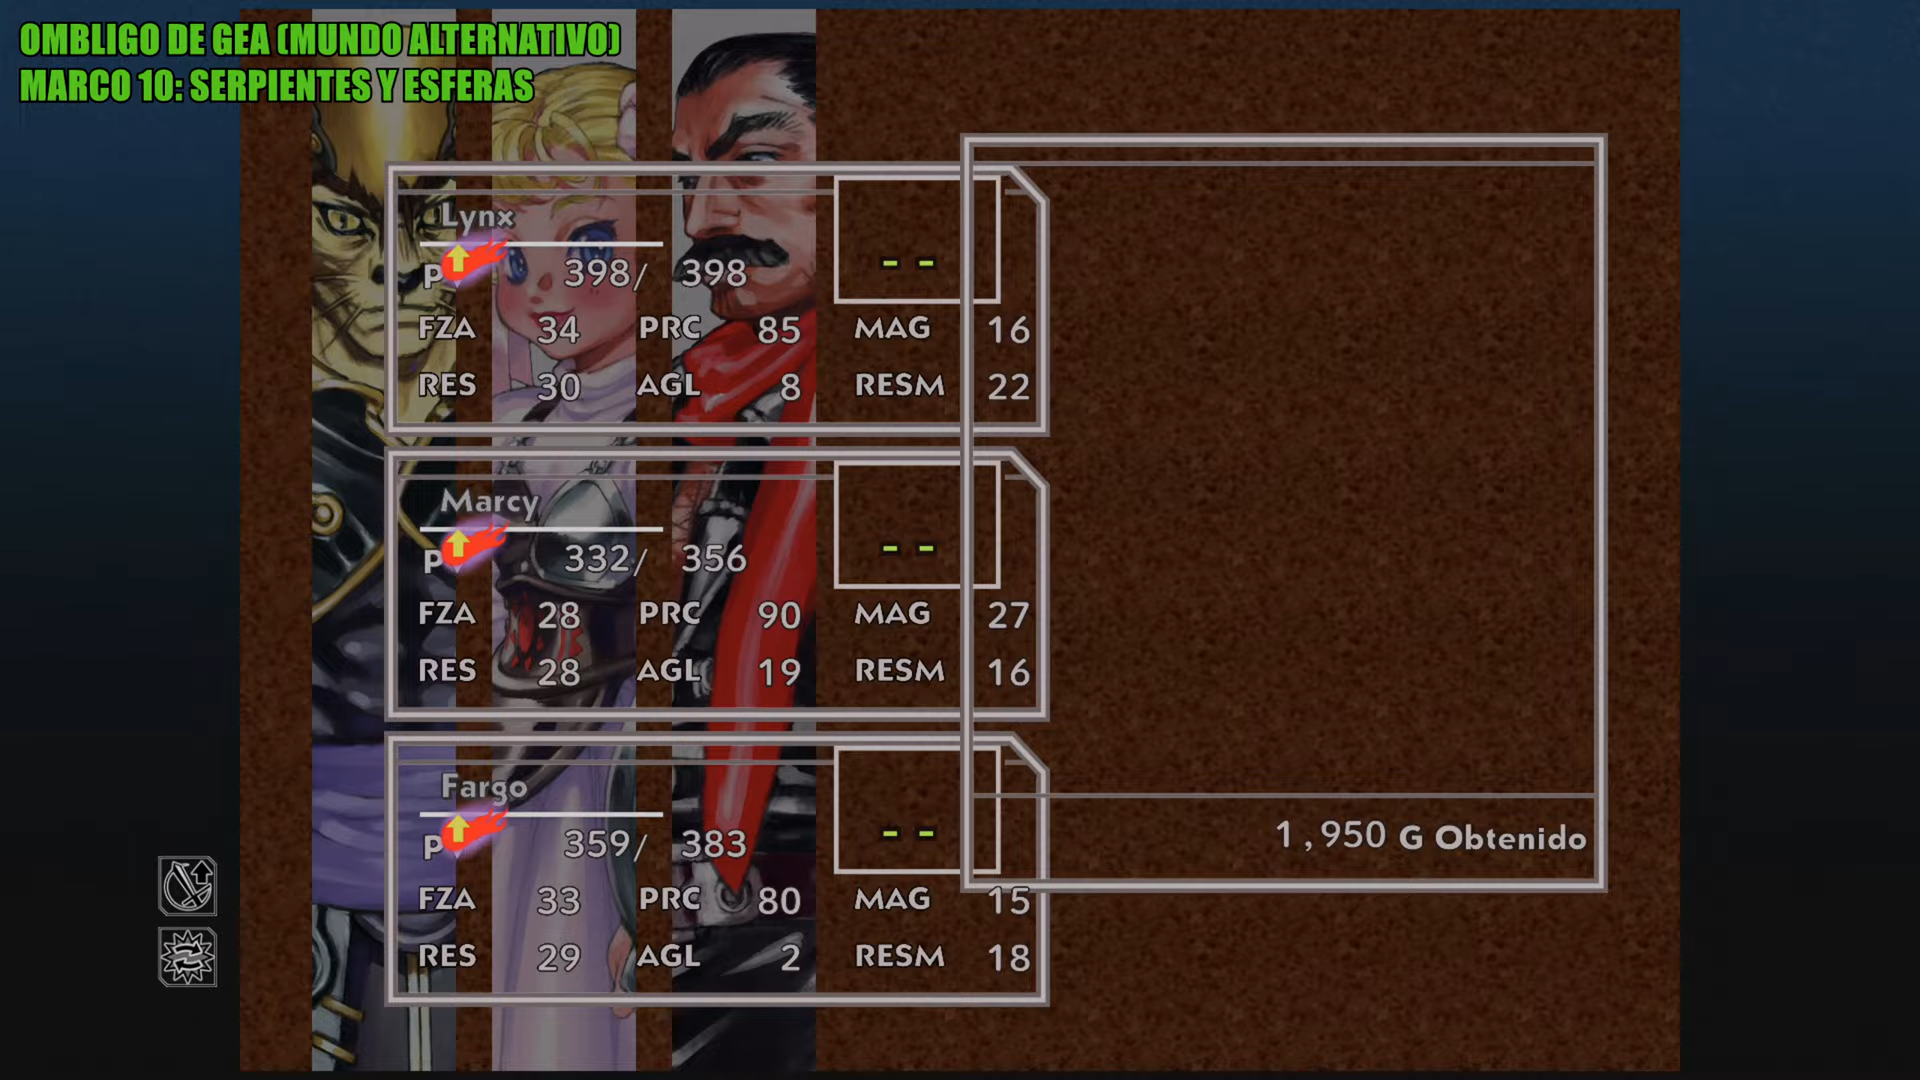 OMBLIGO DE GEA (MUNDO ALTERNATIVO)
MARCO 10: SERPIENTES Y ESFERAS
Lynx
P 398/ 398
- -
FZA 34 PRC 85 MAG 16
RES 30 AGL 8 RESM 22
Marcy
P 332/ 356
- -
FZA 28 PRC 90 MAG 27
RES 28 AGL 19 RESM 16
Fargo
P 359/ 383
- -
FZA 33 PRC 80 MAG 15
RES 29 AGL 2 RESM 18
1,950 G Obtenido